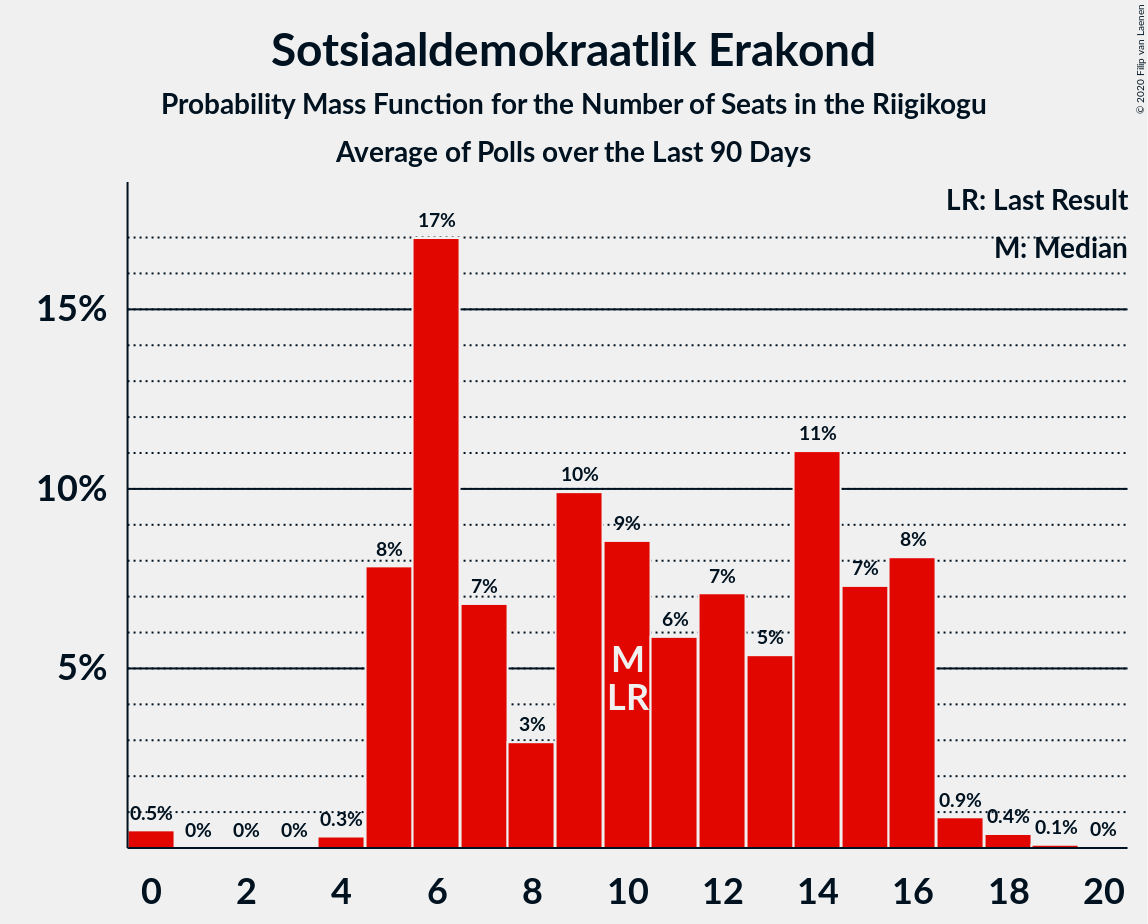 Sotsiaaldemokraatlik Erakond
Probability Mass Function for the Number of Seats in the Riigikogu
Average of Polls over the Last 90 Days
© 2020 Filip van Laenen
LR: Last Result
M: Median
15%
10%
5%
0.5%
0%
0%
0%
0.3%
8%
17%
7%
3%
10%
9%
6%
7%
5%
11%
7%
8%
0.9%
0.4%
0.1%
0%
M
LR
0 2 4 6 8 10 12 14 16 18 20